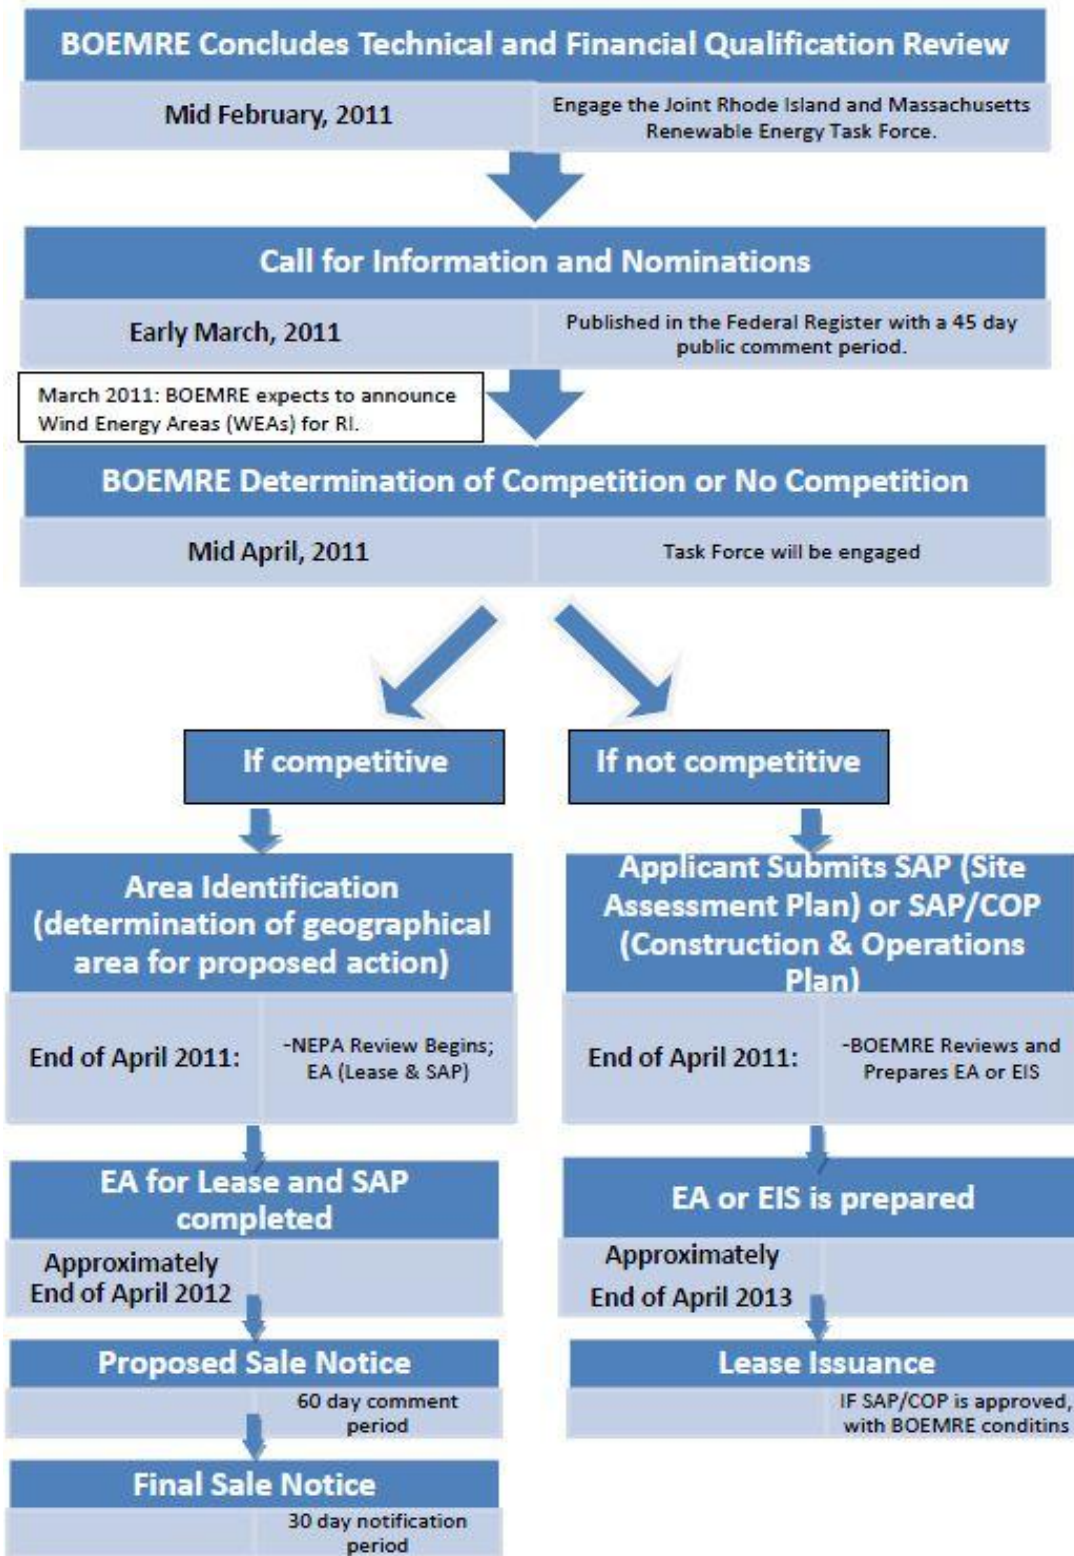 BOEMRE Concludes Technical and Financial Qualification Review
Mid February, 2011
Engage the Joint Rhode Island and Massachusetts
Renewable Energy Task Force.
Call for Information and Nominations
Early March, 2011
Published in the Federal Register with a 45 day
public comment period.
March 2011: BOEMRE expects to announce
Wind Energy Areas (WEAs) for RI.
BOEMRE Determination of Competition or No Competition
Mid April, 2011
Task Force will be engaged
If competitive
Area Identification
(determination of geographical
area for proposed action)
End of April 2011:
-NEPA Review Begins;
EA (Lease & SAP)
EA for Lease and SAP
completed
Approximately
End of April 2012
Proposed Sale Notice
60 day comment
period
Final Sale Notice
30 day notification
period
If not competitive
Applicant Submits SAP (Site
Assessment Plan) or SAP/COP
(Construction & Operations
Plan)
End of April 2011:
-BOEMRE Reviews and
Prepares EA or EIS
EA or EIS is prepared
Approximately
End of April 2013
Lease Issuance
IF SAP/COP is approved,
with BOEMRE conditins